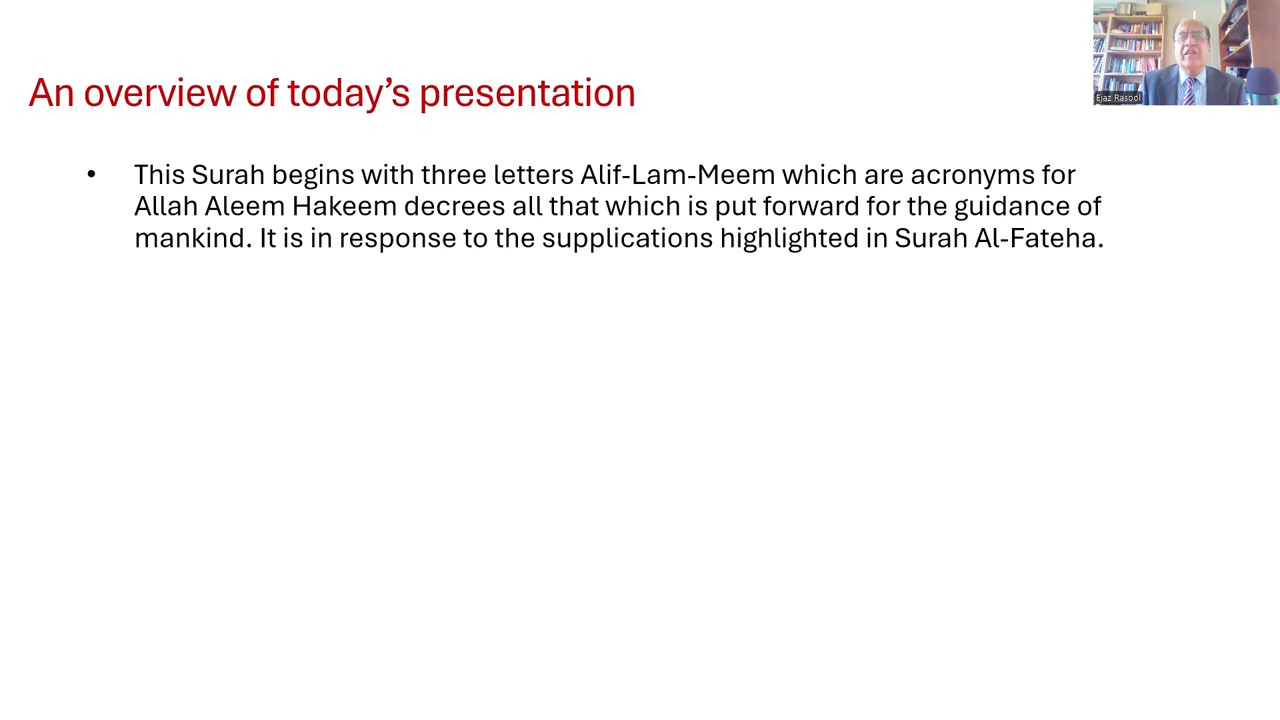 An overview of today's presentation
• This Surah begins with three letters Alif-Lam-Meem which are acronyms for
Allah Aleem Hakeem decrees all that which is put forward for the guidance of
mankind. It is in response to the supplications highlighted in Surah Al-Fateha.
Ejaz Rasool